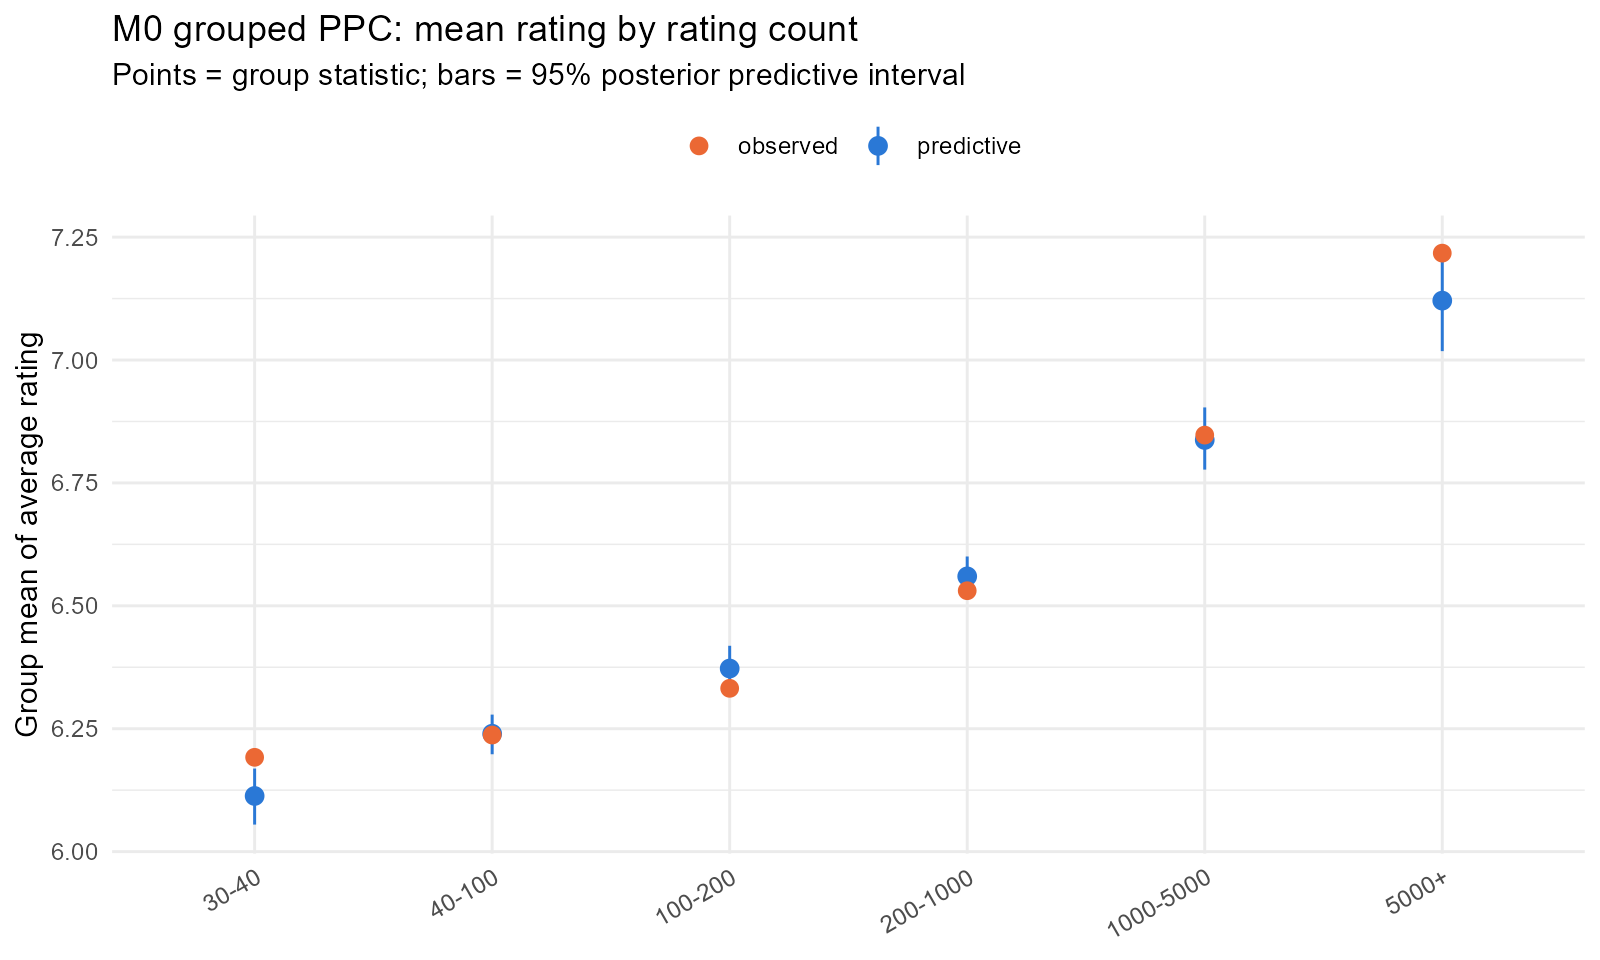 M0 grouped PPC: mean rating by rating count
Points = group statistic; bars = 95% posterior predictive interval
observed predictive
Group mean of average rating
7.25
7.00
6.75
6.50
6.25
6.00
30-40 40-100 100-200 200-1000 1000-5000 5000+